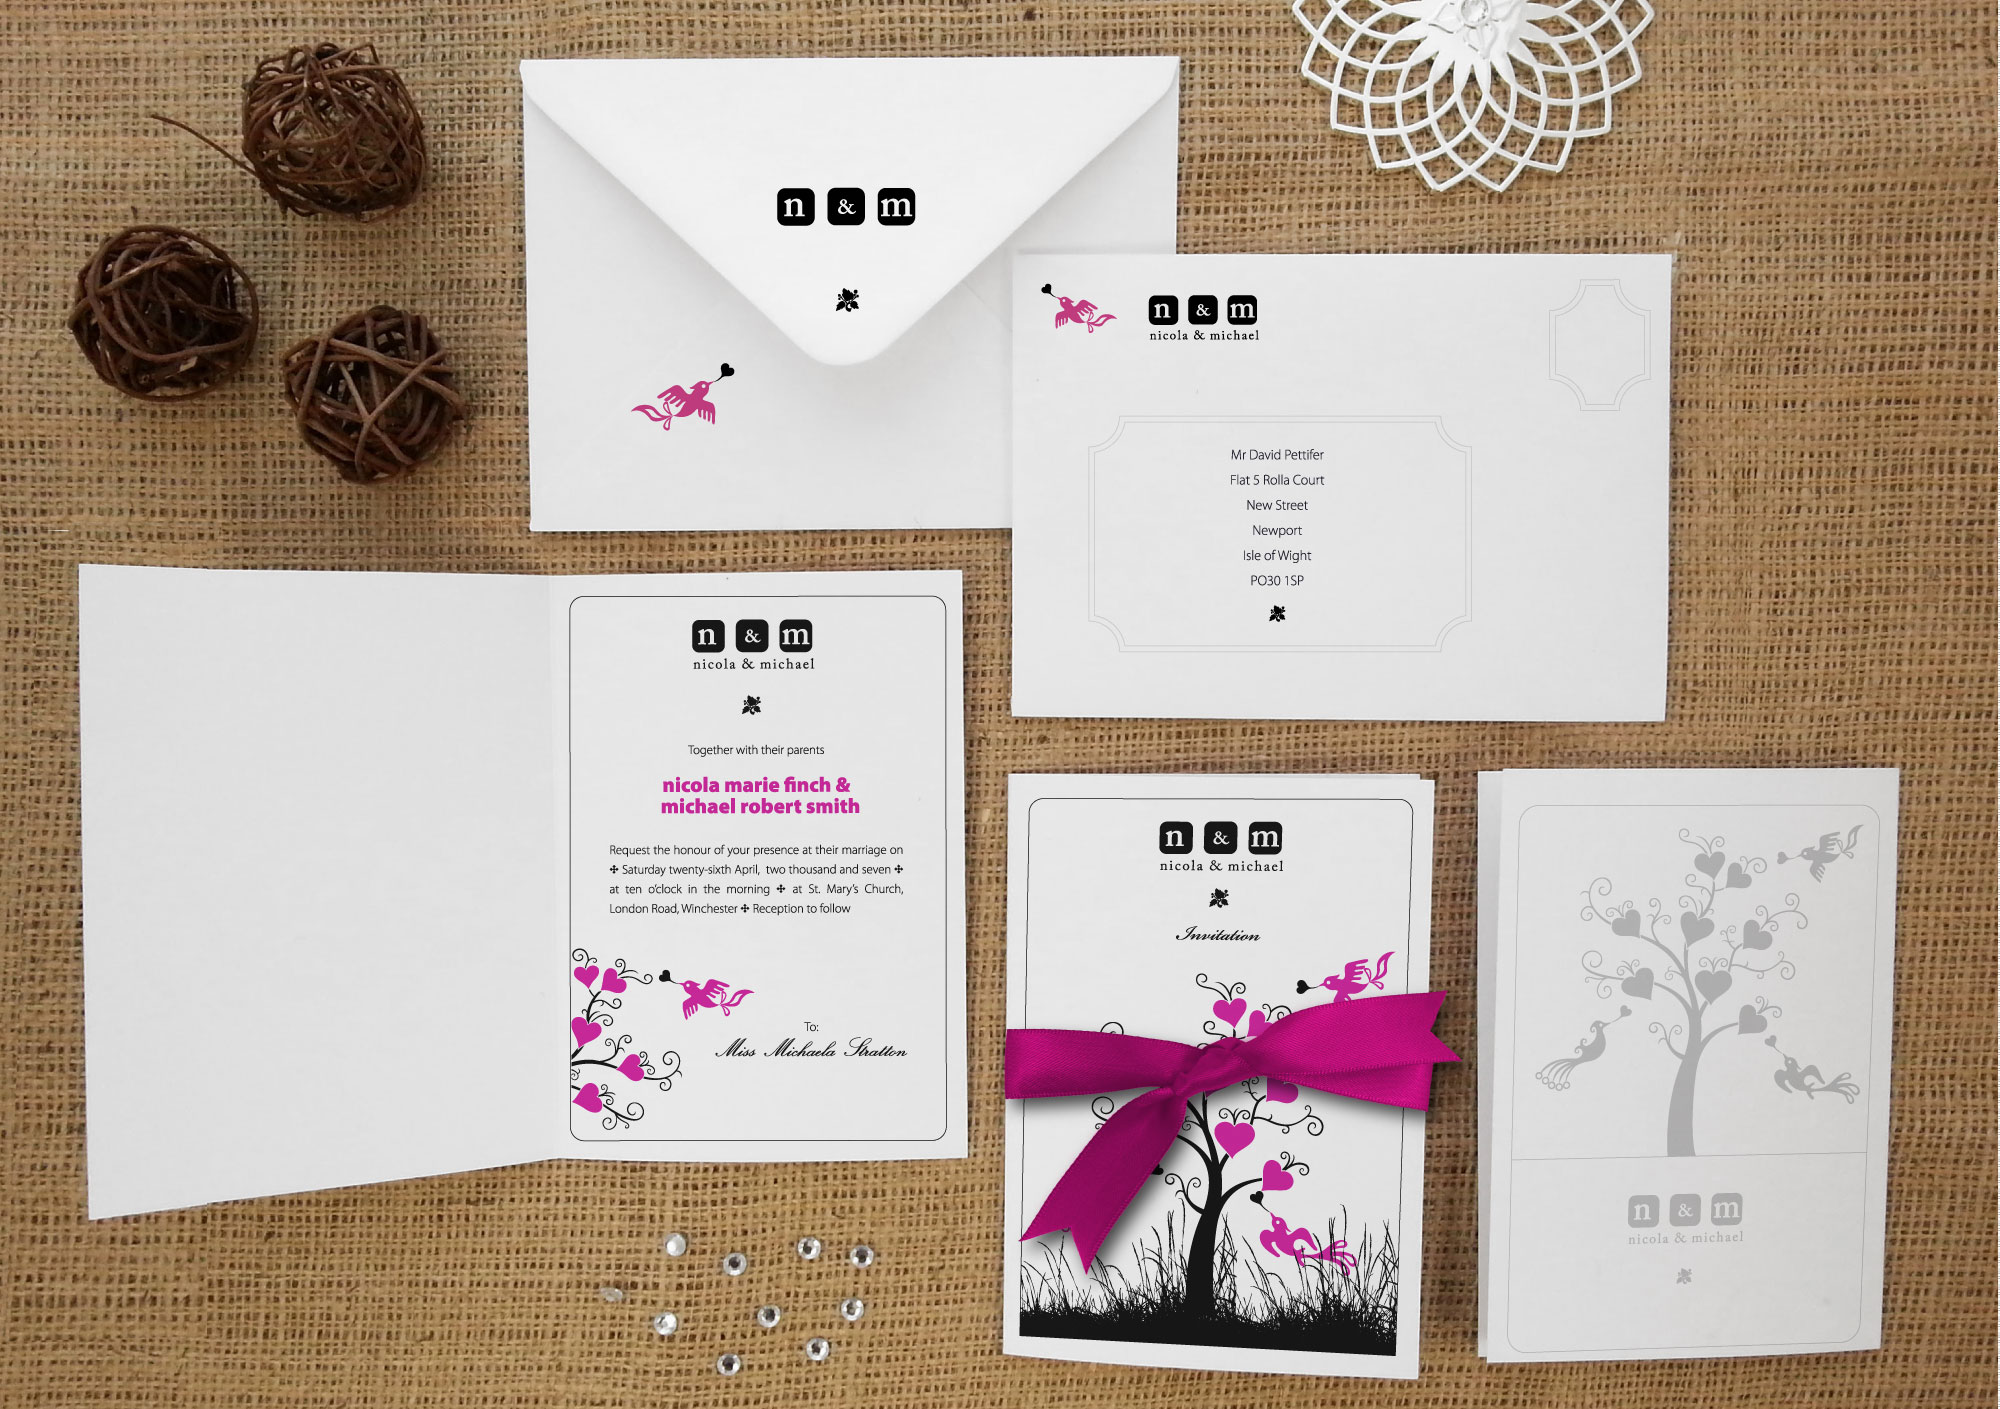 n & m
n & m
nicola & michael
Mr David Pettifer
Flat 5 Rolla Court
New Street
Newport
Isle of Wight
PO30 1SP
n & m
nicola & michael
Together with their parents
nicola marie finch &
michael robert smith
Request the honour of your presence at their marriage on
✣ Saturday twenty-sixth April, two thousand and seven ✣
at ten o'clock in the morning ✣ at St. Mary's Church,
London Road, Winchester ✣ Reception to follow
To:
Miss Michaela Stratton
n & m
nicola & michael
Invitation
n & m
nicola & michael